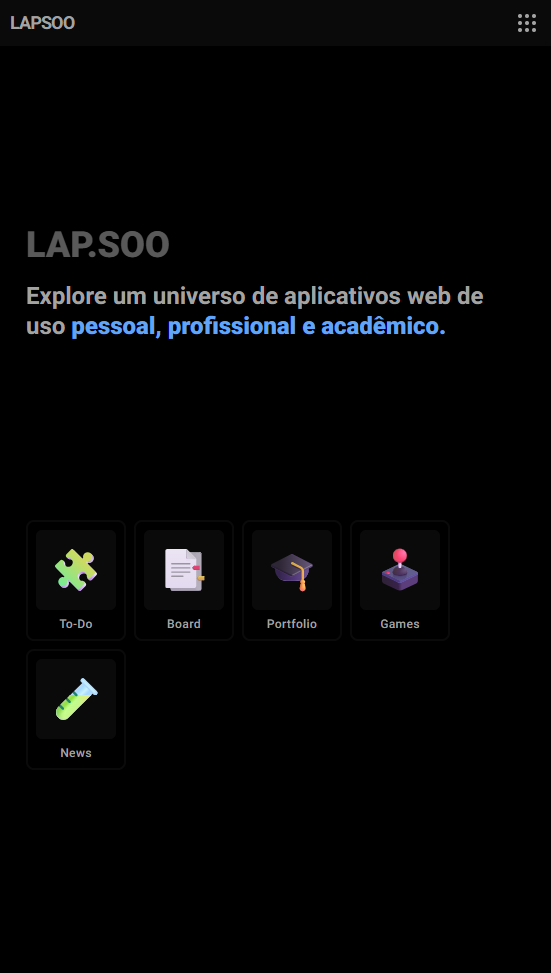 LAPSOO
LAP.SOO
Explore um universo de aplicativos web de
uso pessoal, profissional e acadêmico.
To-Do
Board
Portfolio
Games
News